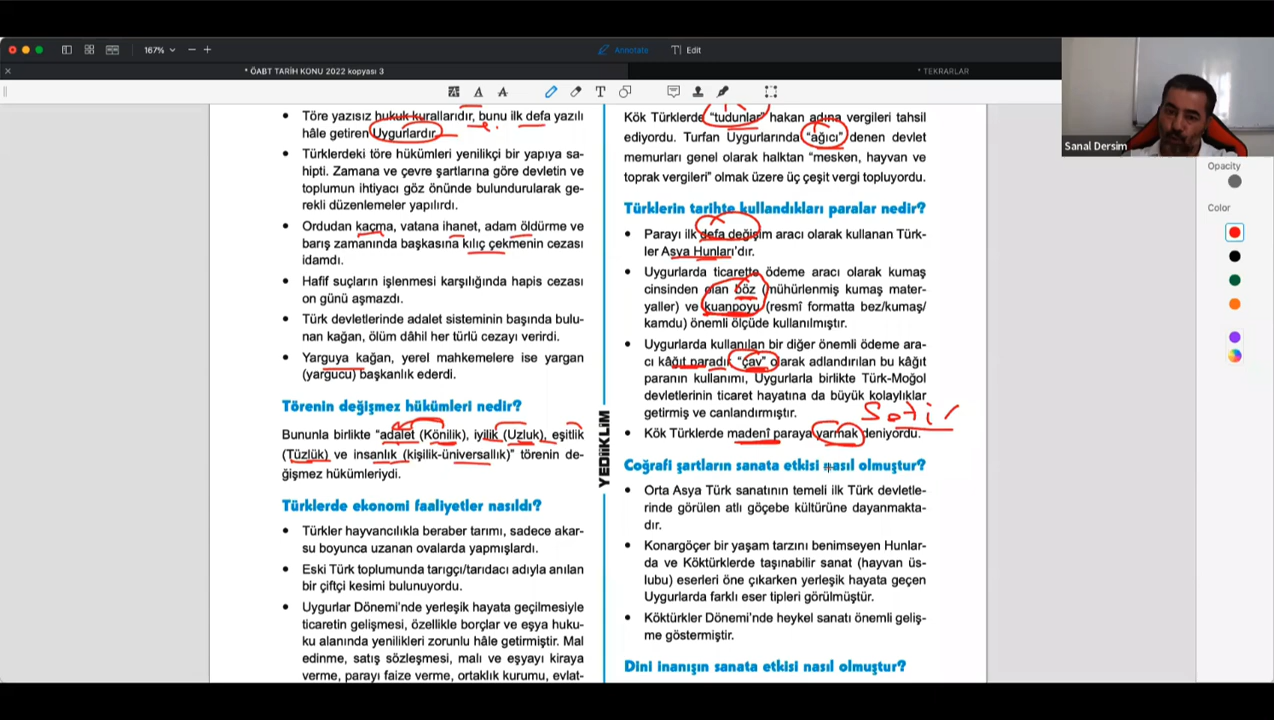 167%
Annotate
Edit
* ÖABT TARİH KONU 2022 kopyası 3
* TEKRARLAR
Sanal Dersim
Opacity
Color
Töre yazısız hukuk kurallarıdır, bunu ilk defa yazılı
hâle getiren Uygurlardır.
• Türklerdeki töre hükümleri yenilikçi bir yapıya sa-
hipti. Zamana ve çevre şartlarına göre devletin ve
toplumun ihtiyacı göz önünde bulundurularak ge-
rekli düzenlemeler yapılırdı.
• Ordudan kaçma, vatana ihanet, adam öldürme ve
barış zamanında başkasına kılıç çekmenin cezası
idamdı.
• Hafif suçların işlenmesi karşılığında hapis cezası
on günü aşmazdı.
• Türk devletlerinde adalet sisteminin başında bulu-
nan kağan, ölüm dâhil her türlü cezayı verirdi.
• Yarguya kağan, yerel mahkemelere ise yargan
(yargucu) başkanlık ederdi.
Törenin değişmez hükümleri nedir?
Bununla birlikte “adalet (Könilik), iyilik (Uzluk), eşitlik
(Tüzlük) ve insanlık (kişilik-üniversallık)” törenin de-
ğişmez hükümleriydi.
Türklerde ekonomi faaliyetler nasıldı?
• Türkler hayvancılıkla beraber tarımı, sadece akar-
su boyunca uzanan ovalarda yapmışlardı.
• Eski Türk toplumunda tarıgçı/tarıdacı adıyla anılan
bir çiftçi kesimi bulunuyordu.
• Uygurlar Dönemi’nde yerleşik hayata geçilmesiyle
ticaretin gelişmesi, özellikle borçlar ve eşya huku-
ku alanında yenilikleri zorunlu hâle getirmiştir. Mal
edinme, satış sözleşmesi, malı ve eşyayı kiraya
verme, parayı faize verme, ortaklık kurumu, evlat-
YEDİİKLİM
Kök Türklerde “tudunlar” hakan adına vergileri tahsil
ediyordu. Turfan Uygurlarında “ağıcı” denen devlet
memurları genel olarak halktan “mesken, hayvan ve
toprak vergileri” olmak üzere üç çeşit vergi topluyordu.
Türklerin tarihte kullandıkları paralar nedir?
• Parayı ilk defa değişim aracı olarak kullanan Türk-
ler Asya Hunları’dır.
• Uygurlarda ticarette ödeme aracı olarak kumaş
cinsinden olan böz (mühürlenmiş kumaş mater-
yaller) ve kuanpoyu (resmî formatta bez/kumaş/
kamdu) önemli ölçüde kullanılmıştır.
• Uygurlarda kullanılan bir diğer önemli ödeme ara-
cı kâğıt paradır. “çav” olarak adlandırılan bu kâğıt
paranın kullanımı, Uygurlarla birlikte Türk-Moğol
devletlerinin ticaret hayatına da büyük kolaylıklar
getirmiş ve canlandırmıştır.
Satir
• Kök Türklerde madenî paraya yarmak deniyordu.
Coğrafi şartların sanata etkisi nasıl olmuştur?
• Orta Asya Türk sanatının temeli ilk Türk devletle-
rinde görülen atlı göçebe kültürüne dayanmakta-
dır.
• Konargöçer bir yaşam tarzını benimseyen Hunlar-
da ve Köktürklerde taşınabilir sanat (hayvan üs-
lubu) eserleri öne çıkarken yerleşik hayata geçen
Uygurlarda farklı eser tipleri görülmüştür.
• Köktürkler Dönemi’nde heykel sanatı önemli geliş-
me göstermiştir.
Dini inanışın sanata etkisi nasıl olmuştur?